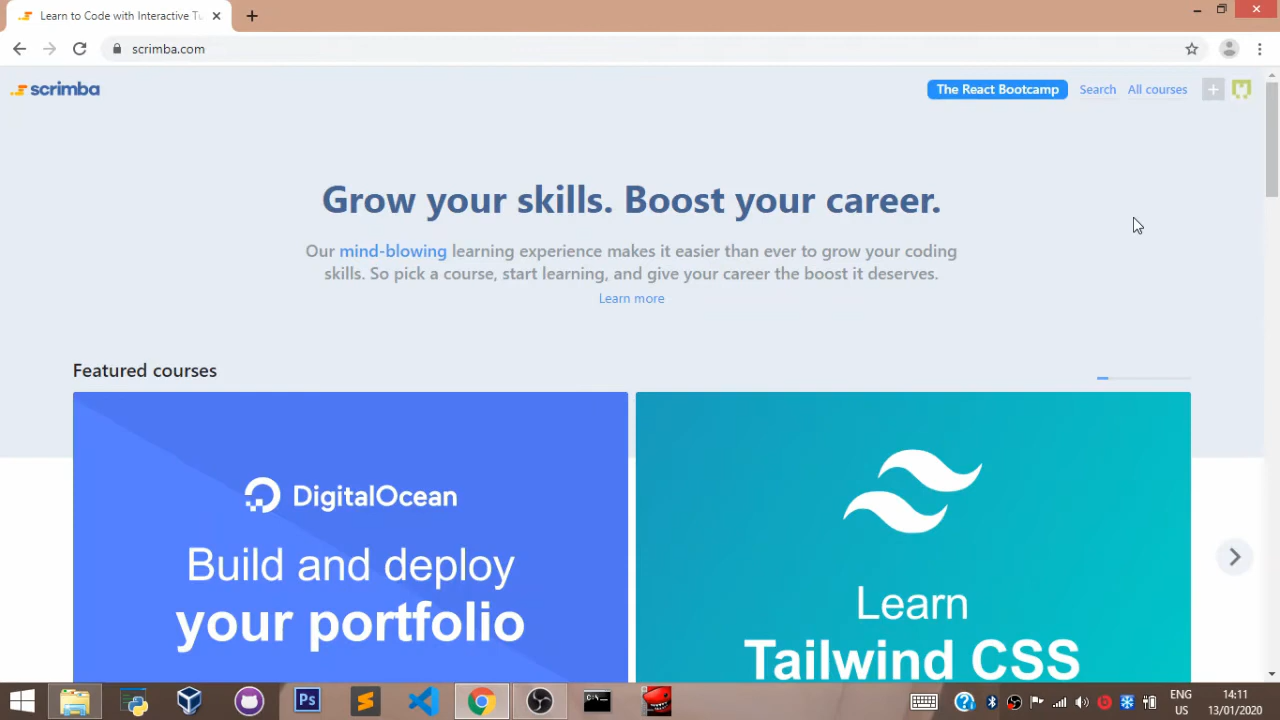 Learn to Code with Interactive Tu
scrimba.com
scrimba
The React Bootcamp
Search
All courses
Grow your skills. Boost your career.
Our mind-blowing learning experience makes it easier than ever to grow your coding
skills. So pick a course, start learning, and give your career the boost it deserves.
Learn more
Featured courses
DigitalOcean
Build and deploy
your portfolio
Learn
Tailwind CSS
Ps
ENG
US
14:11
13/01/2020